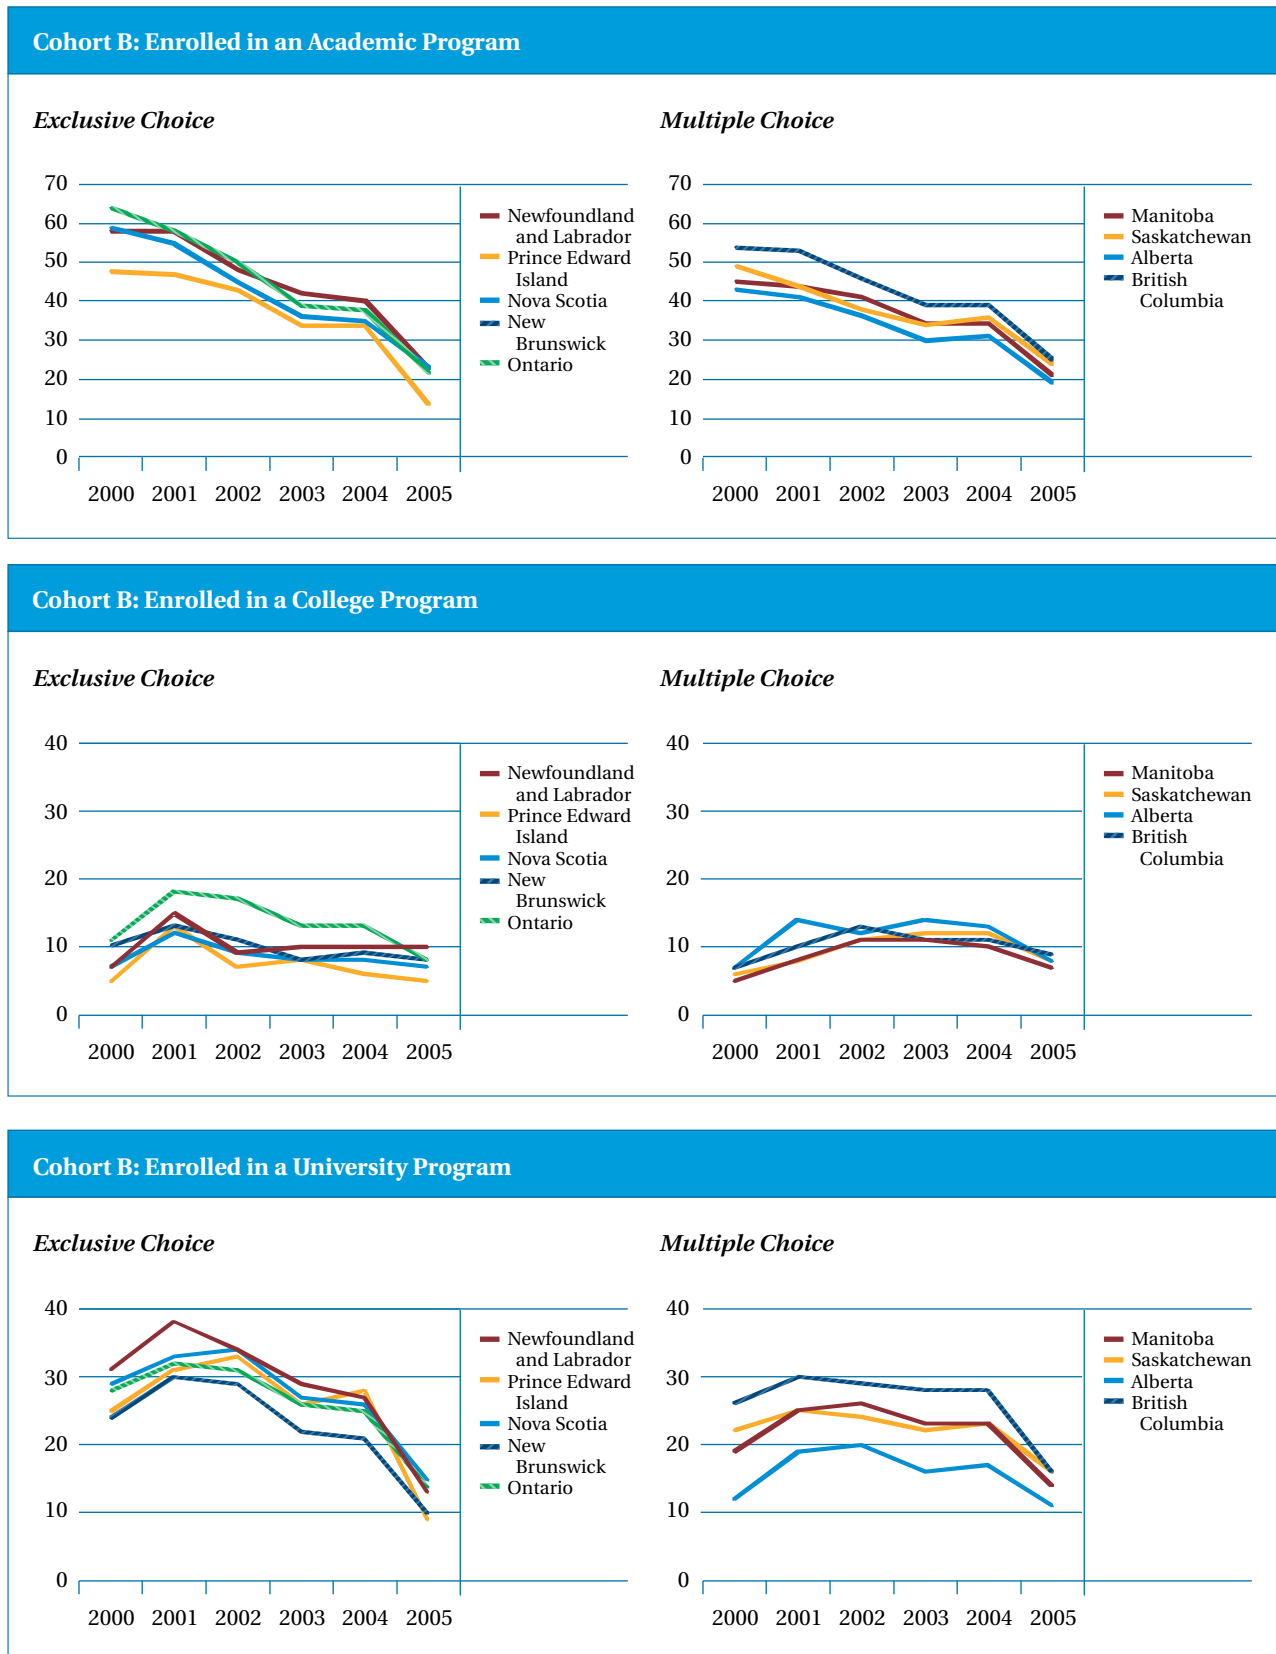 Cohort B: Enrolled in an Academic Program
Exclusive Choice
70
60
50
40
30
20
10
0
2000 2001 2002 2003 2004 2005
Newfoundland
and Labrador
Prince Edward
Island
Nova Scotia
New
Brunswick
Ontario
Multiple Choice
70
60
50
40
30
20
10
0
2000 2001 2002 2003 2004 2005
Manitoba
Saskatchewan
Alberta
British
Columbia
Cohort B: Enrolled in a College Program
Exclusive Choice
40
30
20
10
0
2000 2001 2002 2003 2004 2005
Newfoundland
and Labrador
Prince Edward
Island
Nova Scotia
New
Brunswick
Ontario
Multiple Choice
40
30
20
10
0
2000 2001 2002 2003 2004 2005
Manitoba
Saskatchewan
Alberta
British
Columbia
Cohort B: Enrolled in a University Program
Exclusive Choice
40
30
20
10
0
2000 2001 2002 2003 2004 2005
Newfoundland
and Labrador
Prince Edward
Island
Nova Scotia
New
Brunswick
Ontario
Multiple Choice
40
30
20
10
0
2000 2001 2002 2003 2004 2005
Manitoba
Saskatchewan
Alberta
British
Columbia